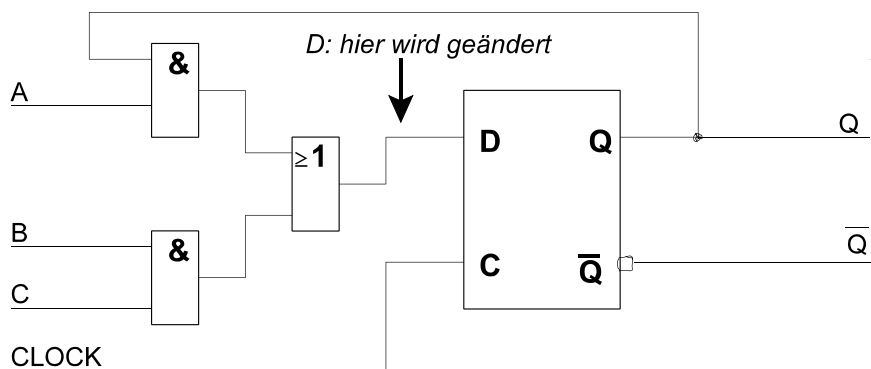 D: hier wird geändert
&
A
Q
D Q
≥1
B
&
Q̅
C
C Q̅
CLOCK